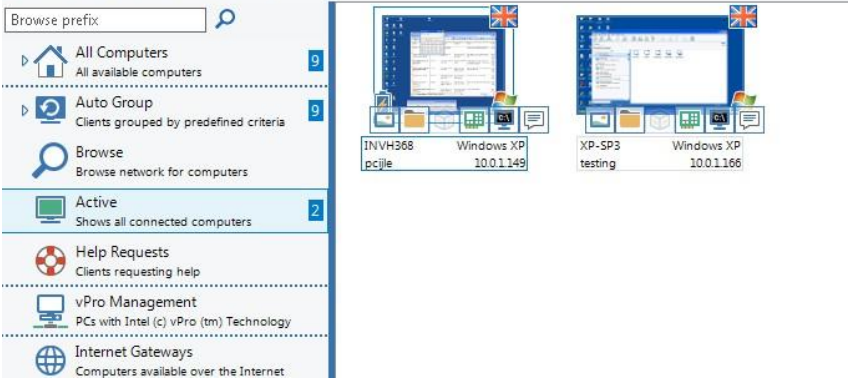 Browse prefix
All Computers
All available computers
9
Auto Group
Clients grouped by predefined criteria
9
Browse
Browse network for computers
Active
Shows all connected computers
2
Help Requests
Clients requesting help
vPro Management
PCs with Intel (c) vPro (tm) Technology
Internet Gateways
Computers available over the Internet
C:\
INVH368 Windows XP
pcijle 10.0.1.149
C:\
XP-SP3 Windows XP
testing 10.0.1.166